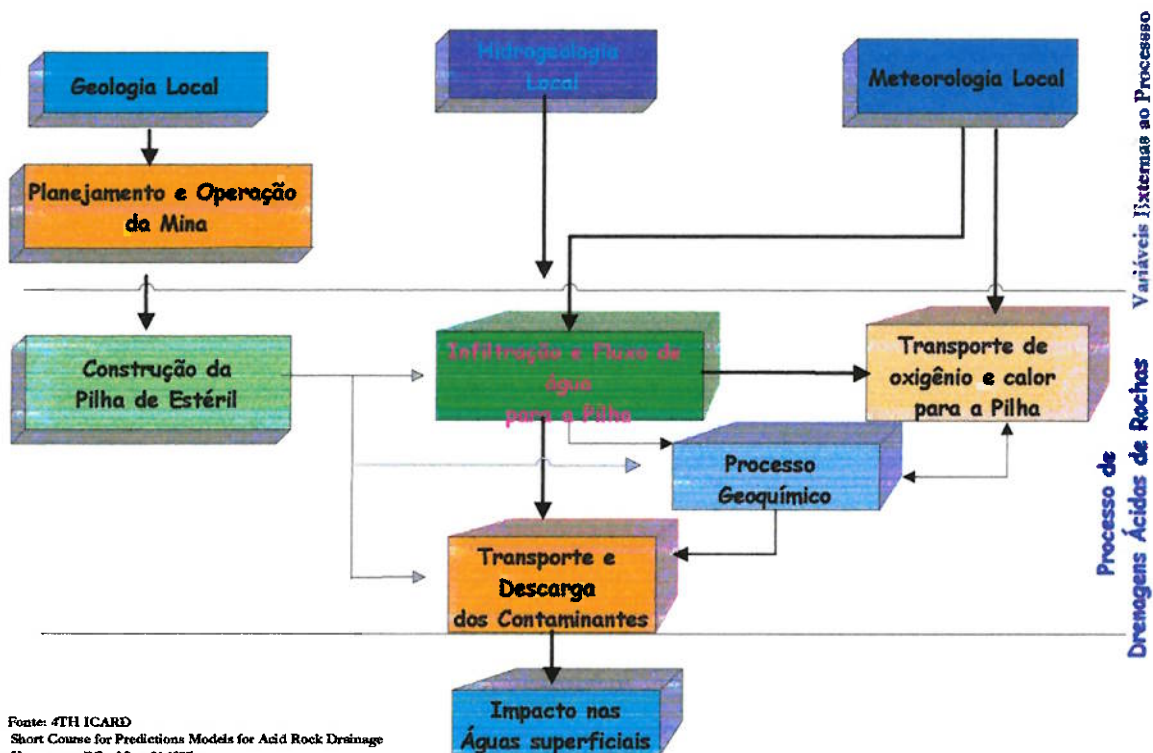 Geologia Local
Hidrogeologia
Local
Meteorologia Local
Planejamento e Operação
da Mina
Variáveis Externas ao Processo
Construção da
Pilha de Estéril
Infiltração e Fluxo de
água
para a Pilha
Transporte de
oxigênio e calor
para a Pilha
Processo
Geoquímico
Transporte e
Descarga
dos Contaminantes
Processo de
Drenagens Ácidas de Rochas
Impacto nas
Águas superficiais
Fonte: 4TH ICARD
Short Course for Predictions Models for Acid Rock Drainage